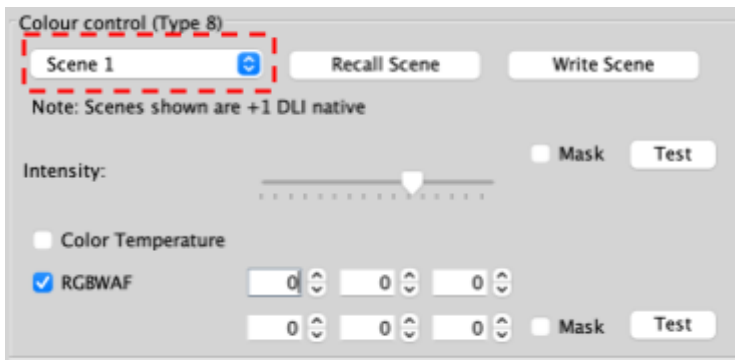 Colour control (Type 8)
Scene 1 Recall Scene Write Scene
Note: Scenes shown are +1 DLI native
Mask Test
Intensity:
Color Temperature
RGBWAF 0 0 0
0 0 0 Mask Test